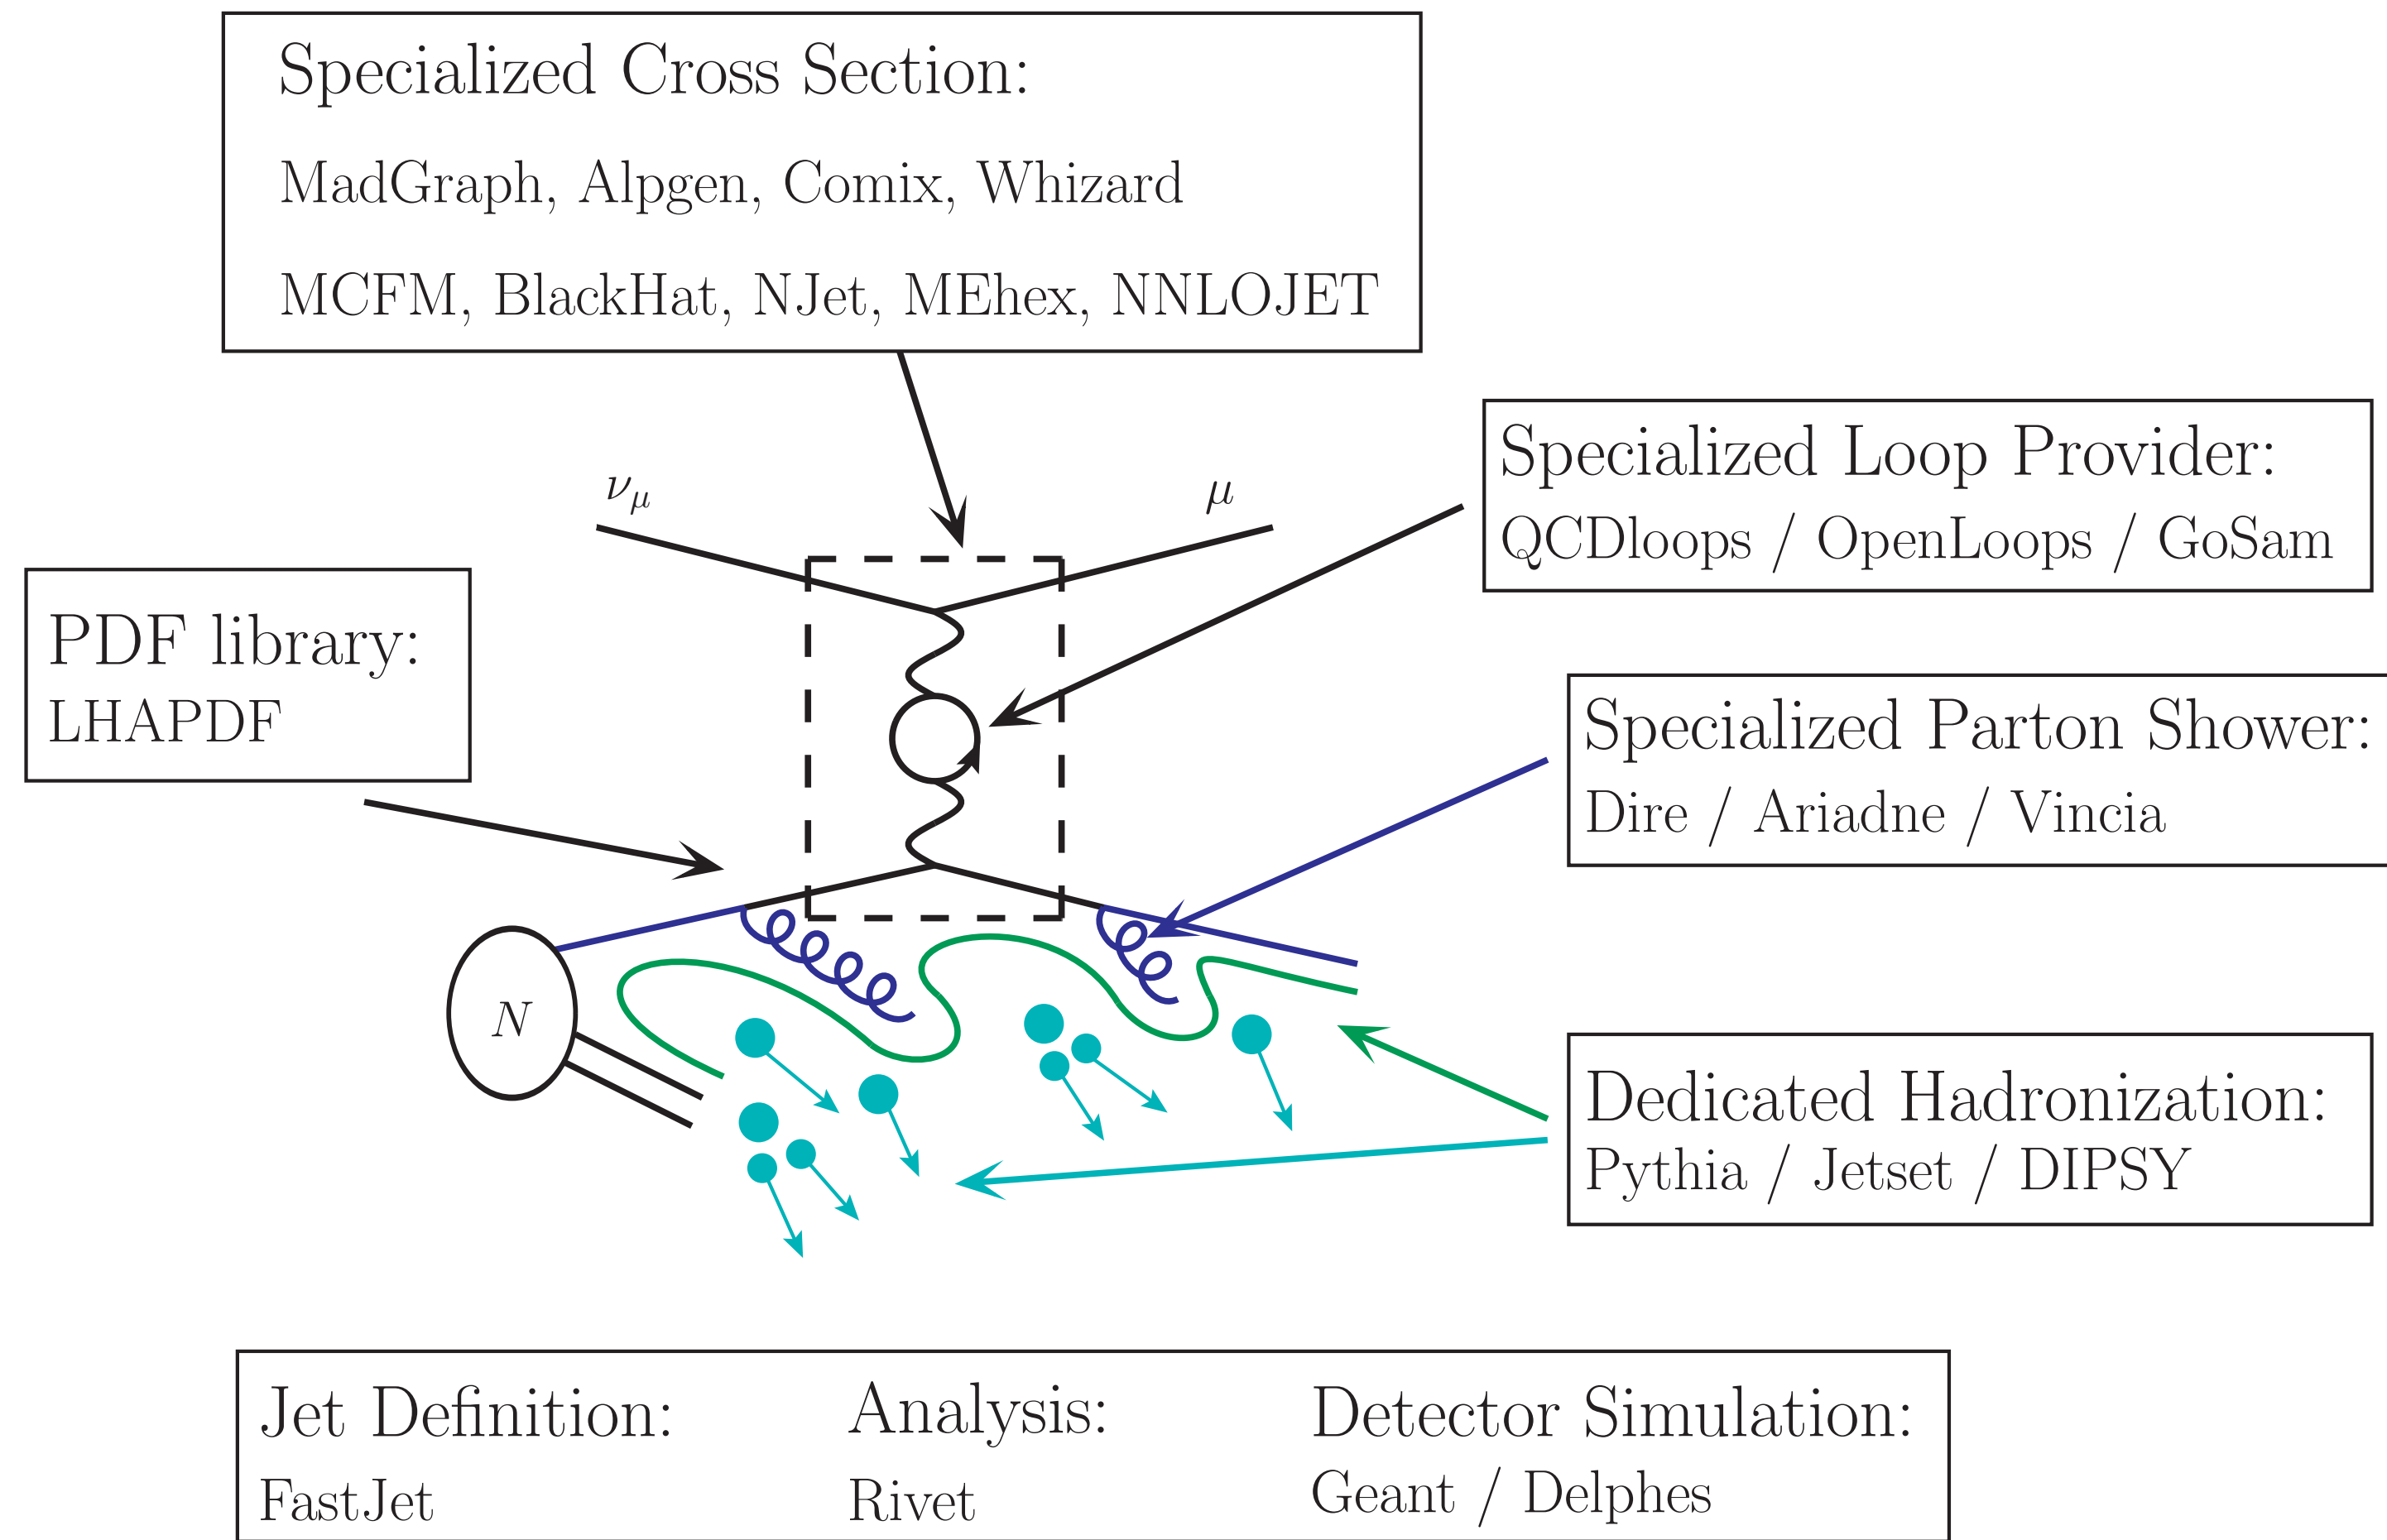 Specialized Cross Section:
MadGraph, Alpgen, Comix, Whizard
MCFM, BlackHat, NJet, MEhex, NNLOJET
νμ
μ
Specialized Loop Provider:
QCDloops / OpenLoops / GoSam
PDF library:
LHAPDF
Specialized Parton Shower:
Dire / Ariadne / Vincia
N
Dedicated Hadronization:
Pythia / Jetset / DIPSY
Jet Definition:
FastJet
Analysis:
Rivet
Detector Simulation:
Geant / Delphes